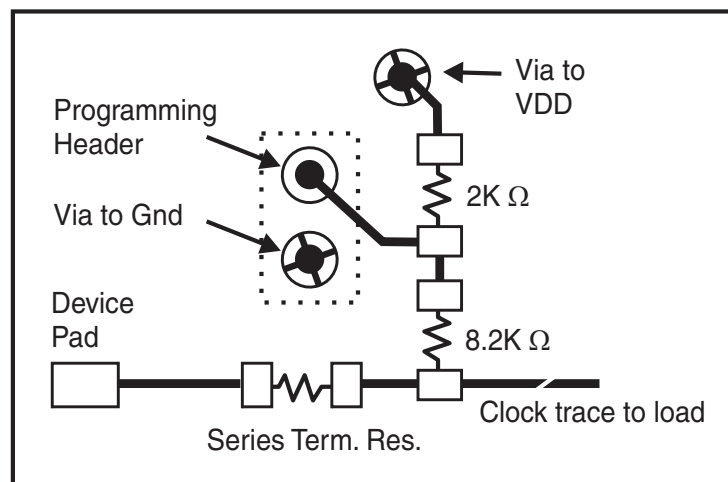 Via to
VDD
Programming
Header
2K Ω
Via to Gnd
Device
Pad
8.2K Ω
Clock trace to load
Series Term. Res.